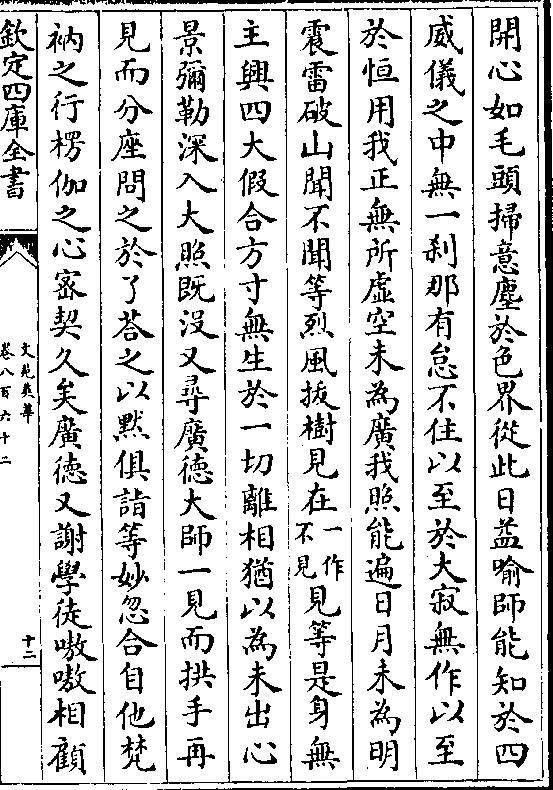 開心如毛頭掃意塵於色界從此日益喻師能知於四
威儀之中無一刹那有怠不住以至於大寂無作以至
於恒用我正無所虛空未為廣我照能遍日月未為明
震雷破山聞不聞等烈風拔樹見在一作不見見等是身無
主興四大假合方寸無生於一切離相猶以為未出心
景彌勒深入大照既沒又尋廣徳大師一見而拱手再
見而分座問之於了荅之以默俱詣等妙忽合自他梵
衲之行楞伽之心密契久矣廣徳又謝學徒嗷嗷相顧
欽定四庫全書
文苑英華
卷八百六十二
十二